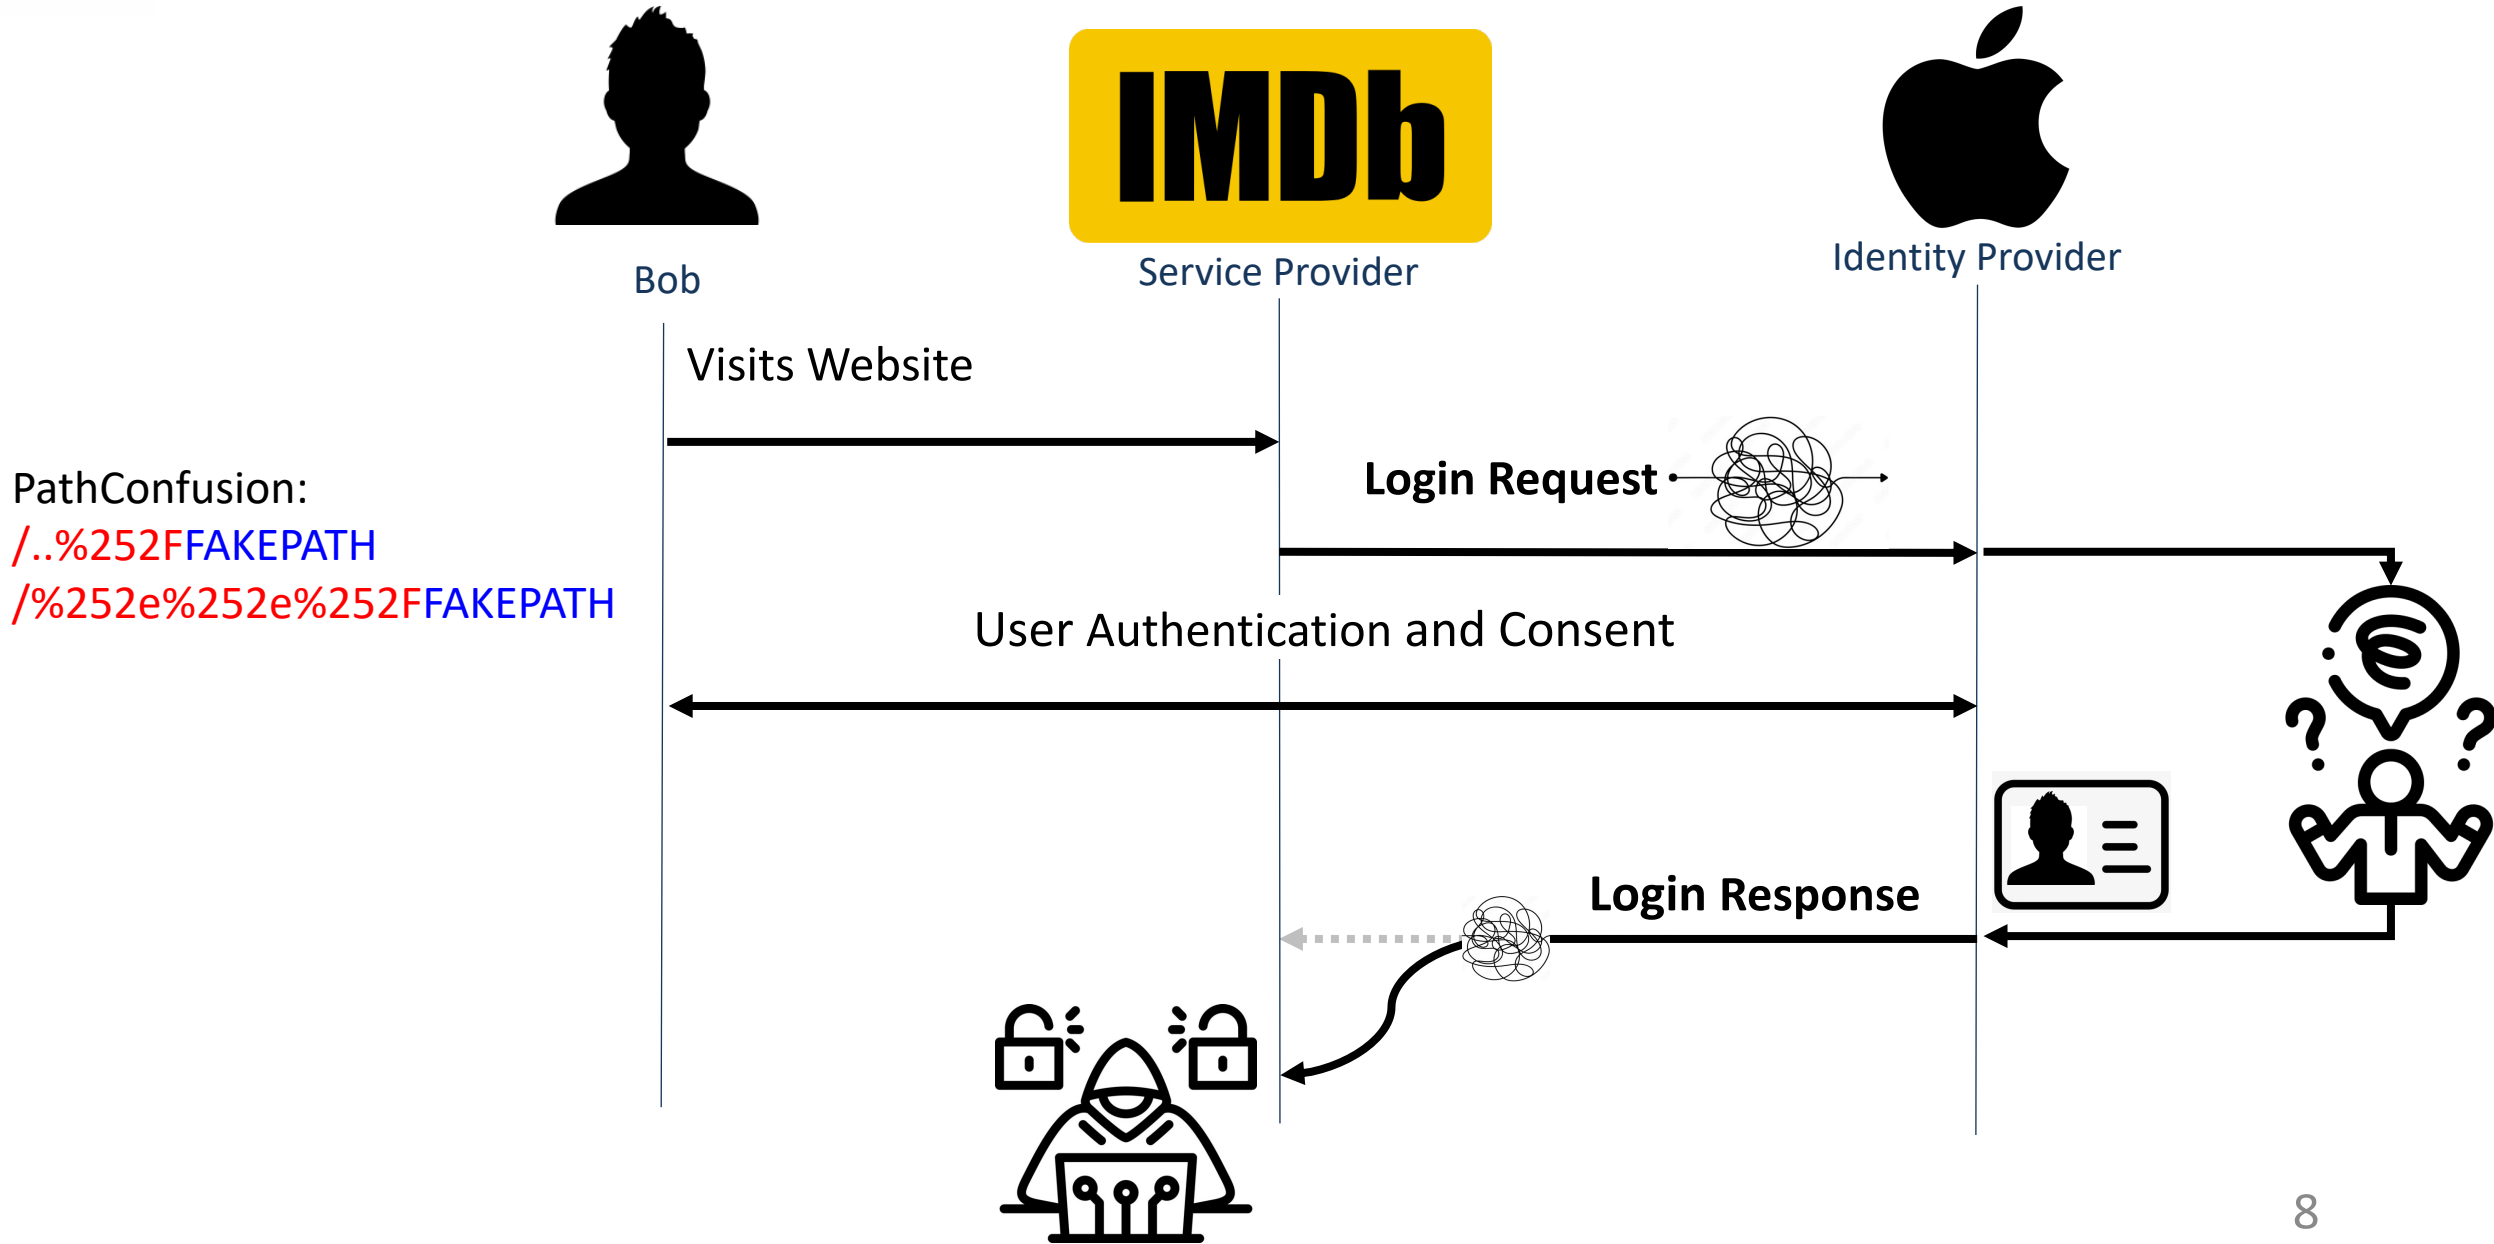 IMDb
Bob
Service Provider
Identity Provider
Visits Website
Login Request
PathConfusion:
/..%252FFAKEPATH
/%252e%252e%252FFAKEPATH
User Authentication and Consent
? ?
Login Response
8